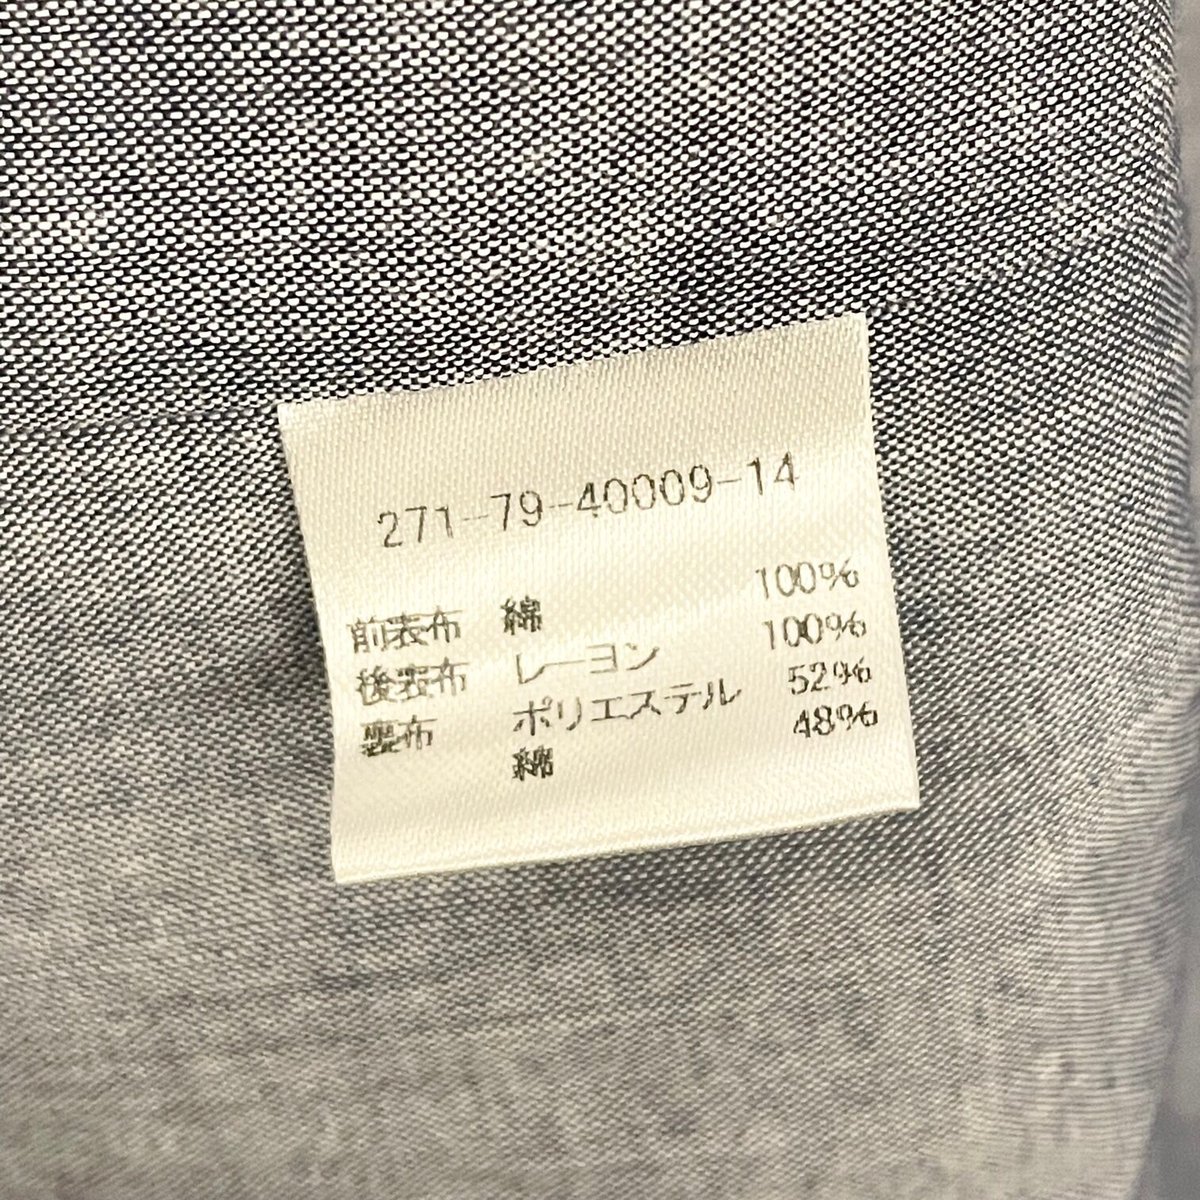 271-79-40009-14
前表布 綿 100%
後表布 レーヨン 100%
裏布 ポリエステル 52%
綿 48%